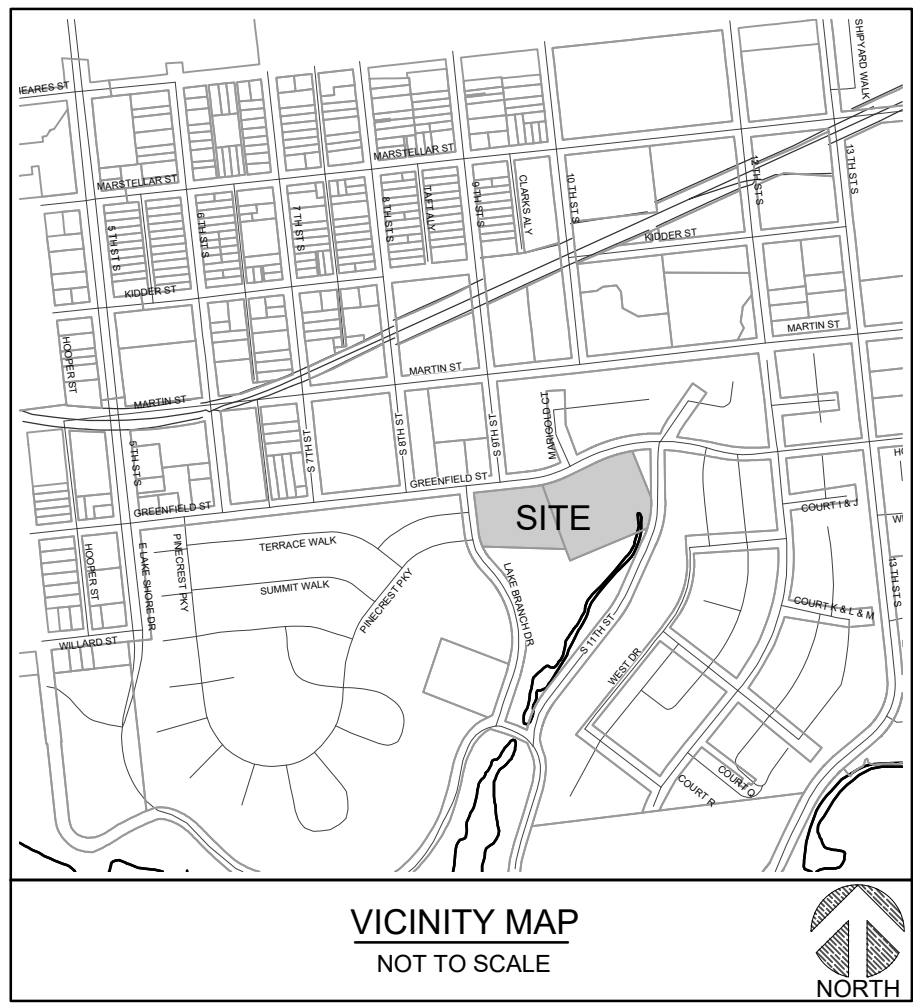 SHIPYARD WALK
MARSTELLAR ST
MARSTELLAR ST
5 TH ST S
6 TH ST S
7 TH ST S
8 TH ST S
TAFT ALY
9 TH ST S
CLARKS ALY
10 TH ST S
12 TH ST S
13 TH ST S
KIDDER ST
KIDDER ST
MARTIN ST
HOOPER ST
MARTIN ST
MARTIN ST
5 TH ST S
S 7TH ST
S 8TH ST
S 9TH ST
MARIGOLD CT
GREENFIELD ST
GREENFIELD ST
SITE
COURT I & J
HOOPER ST
E LAKE SHORE DR
PINECREST PKY
TERRACE WALK
SUMMIT WALK
PINECREST PKY
LAKE BRANCH DR
S 11TH ST
WEST DR
COURT K & L & M
13 TH ST S
WILLARD ST
COURT Q
COURT R
VICINITY MAP
NOT TO SCALE
NORTH